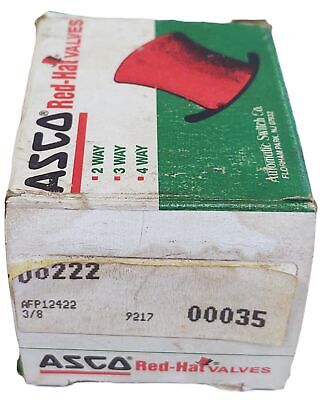 ASCO Red-Hat VALVES
2 WAY
3 WAY
4 WAY
Automatic Switch Co.
FLORHAM PARK, NJ 07932
00222
AFP12422
3/8 9217 00035
ASCO Red-Hat VALVES